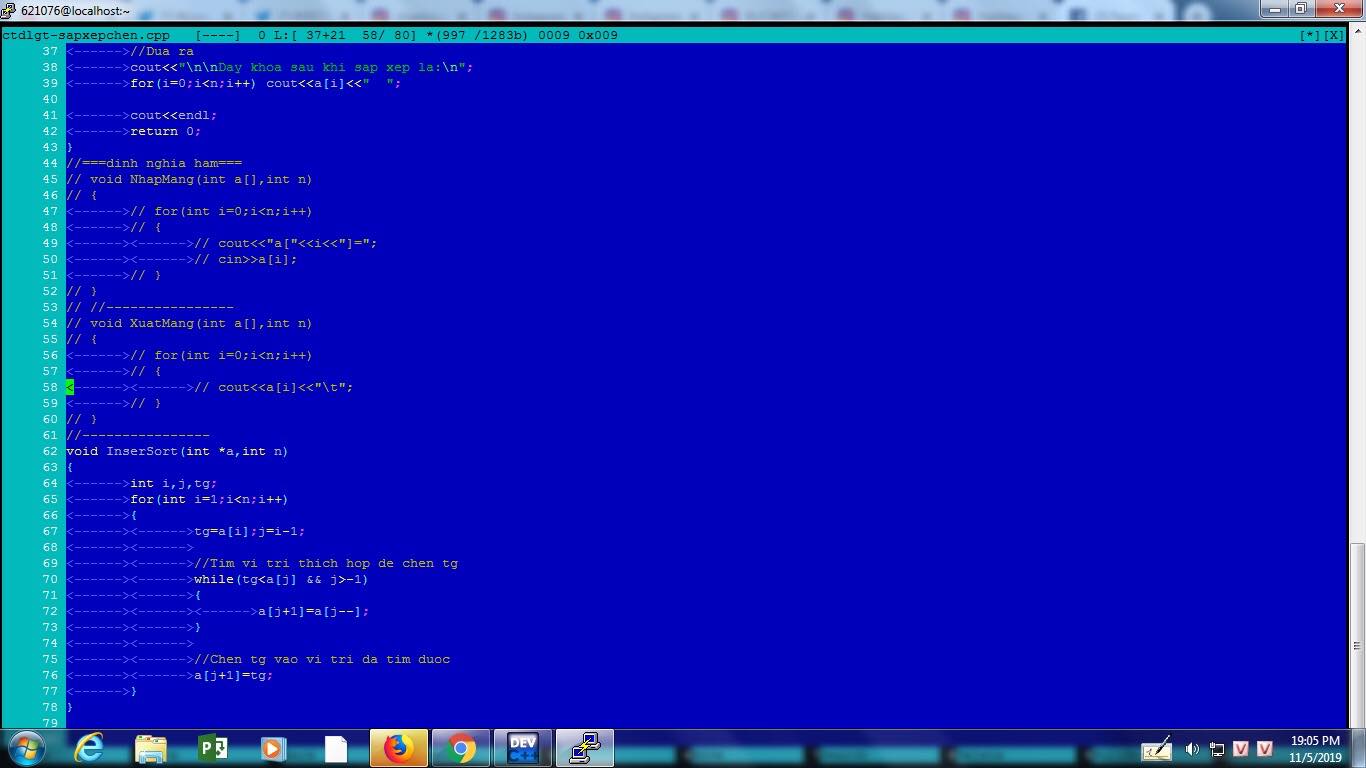 621076@localhost:~
ctdlgt-sapxepchen.cpp   [----]  0 L:[ 37+21  58/ 80] *(997 /1283b) 0009 0x009 [*][X]
37 <------>//Dua ra
38 <------>cout<<"\n\nDay khoa sau khi sap xep la:\n";
39 <------>for(i=0;i<n;i++) cout<<a[i]<<"  ";
40
41 <------>cout<<endl;
42 <------>return 0;
43 }
44 //===dinh nghia ham===
45 // void NhapMang(int a[],int n)
46 // {
47 <------>// for(int i=0;i<n;i++)
48 <------>// {
49 <------><------>// cout<<"a["<<i<<"]=";
50 <------><------>// cin>>a[i];
51 <------>// }
52 // }
53 // //----------------
54 // void XuatMang(int a[],int n)
55 // {
56 <------>// for(int i=0;i<n;i++)
57 <------>// {
58 <------><------>// cout<<a[i]<<"\t";
59 <------>// }
60 // }
61 //----------------
62 void InserSort(int *a,int n)
63 {
64 <------>int i,j,tg;
65 <------>for(int i=1;i<n;i++)
66 <------>{
67 <------><------>tg=a[i];j=i-1;
68 <------><------>
69 <------><------>//Tim vi tri thich hop de chen tg
70 <------><------>while(tg<a[j] && j>-1)
71 <------><------>{
72 <------><------><------>a[j+1]=a[j--];
73 <------><------>}
74 <------><------>
75 <------><------>//Chen tg vao vi tri da tim duoc
76 <------><------>a[j+1]=tg;
77 <------>}
78 }
79
DEV
C++
19:05 PM
11/5/2019